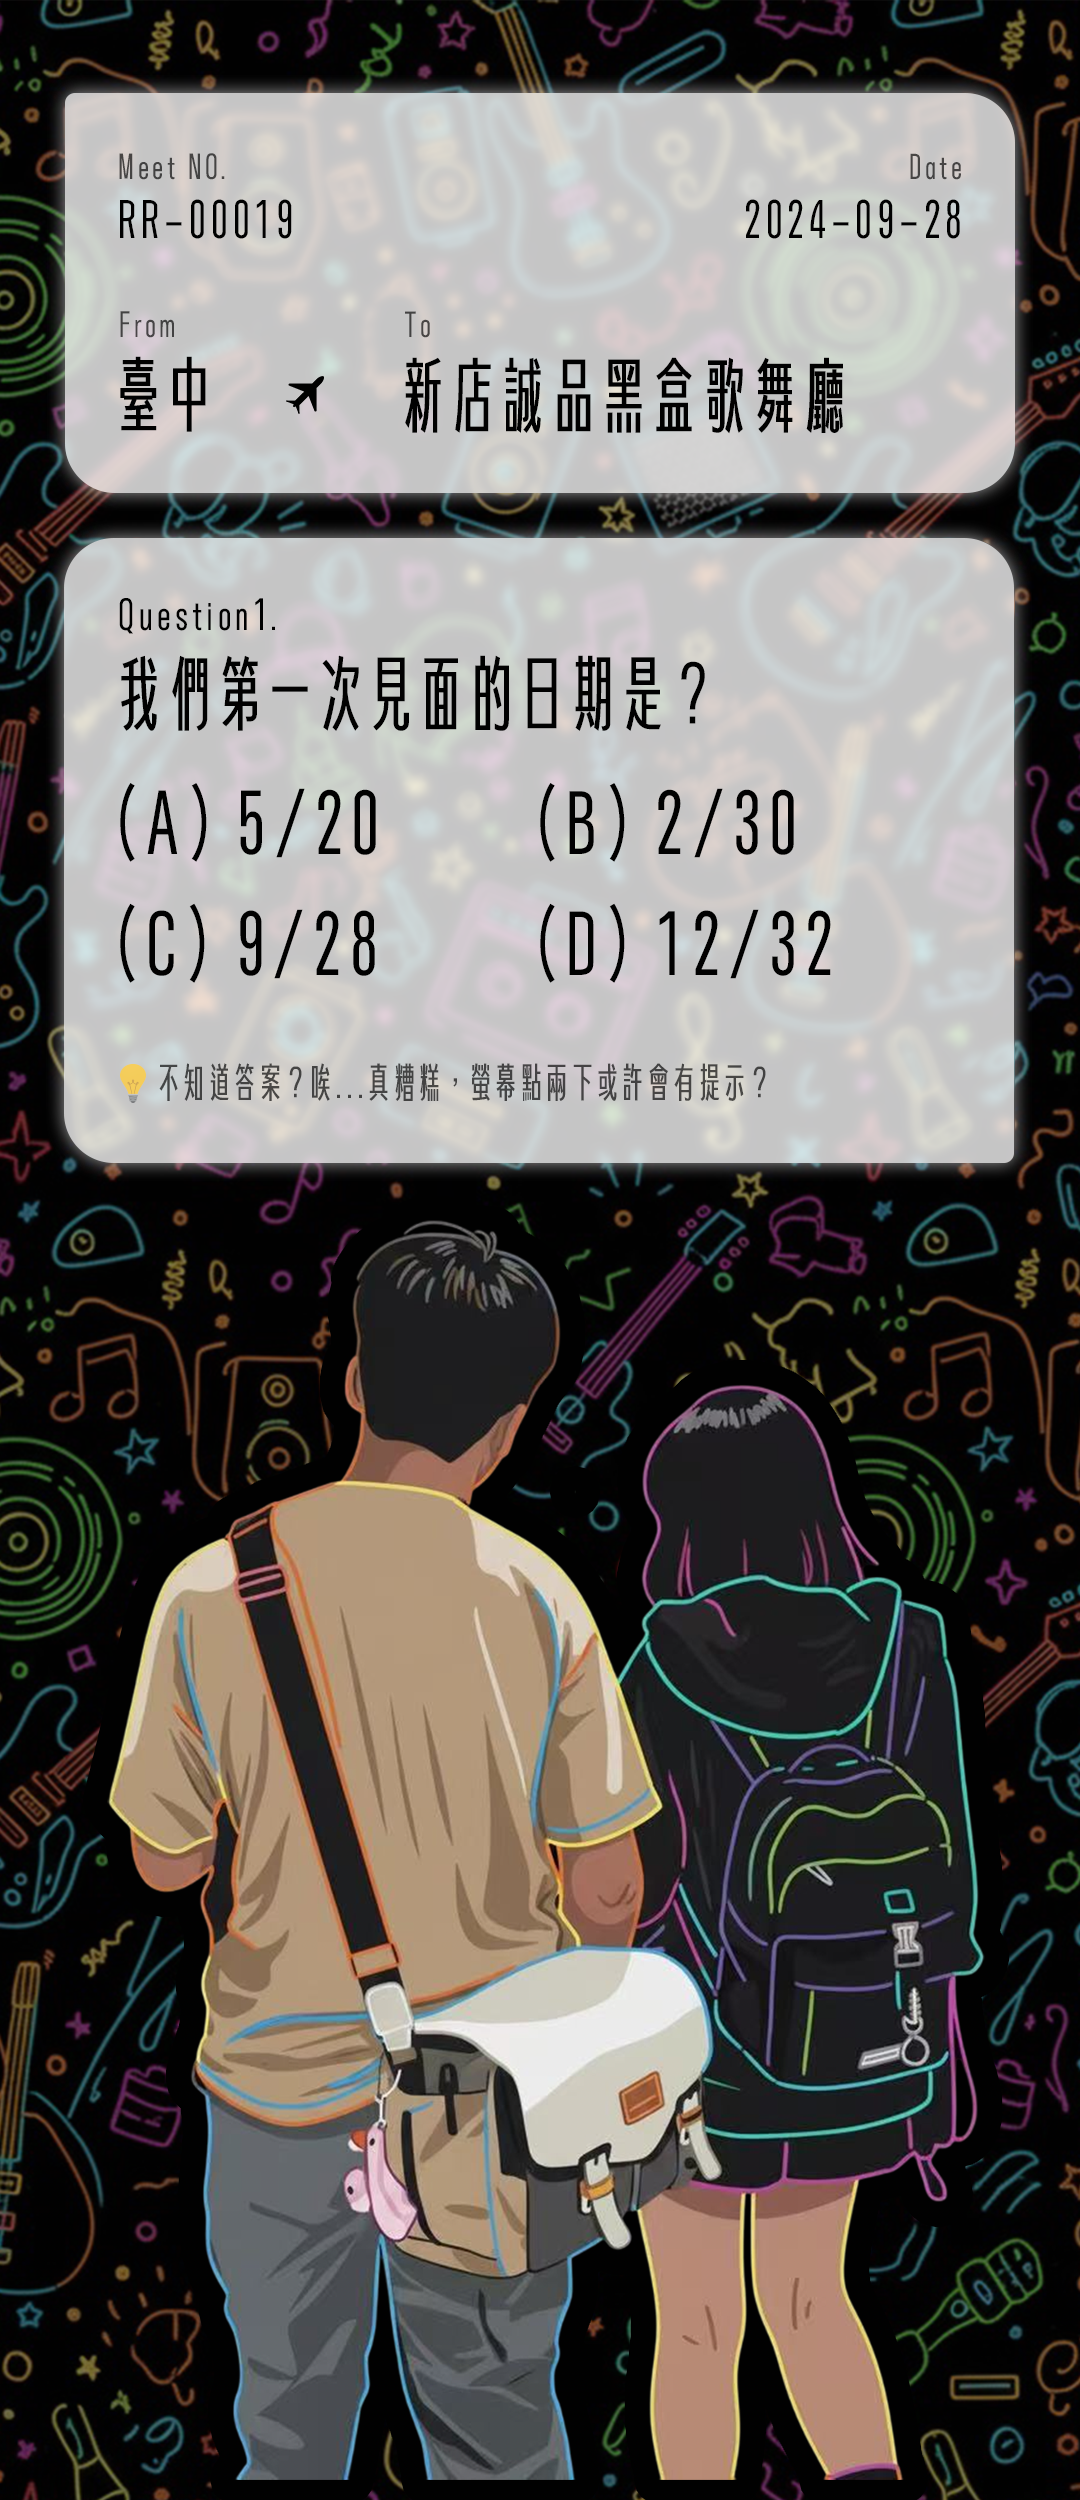 Meet NO.
Date
RR-00019
2024-09-28
From
To
臺中
新店誠品黑盒歌舞廳
Question1.
我們第一次見面的日期是？
(A) 5/20
(B) 2/30
(C) 9/28
(D) 12/32
不知道答案？唉...真糟糕，螢幕點兩下或許會有提示？